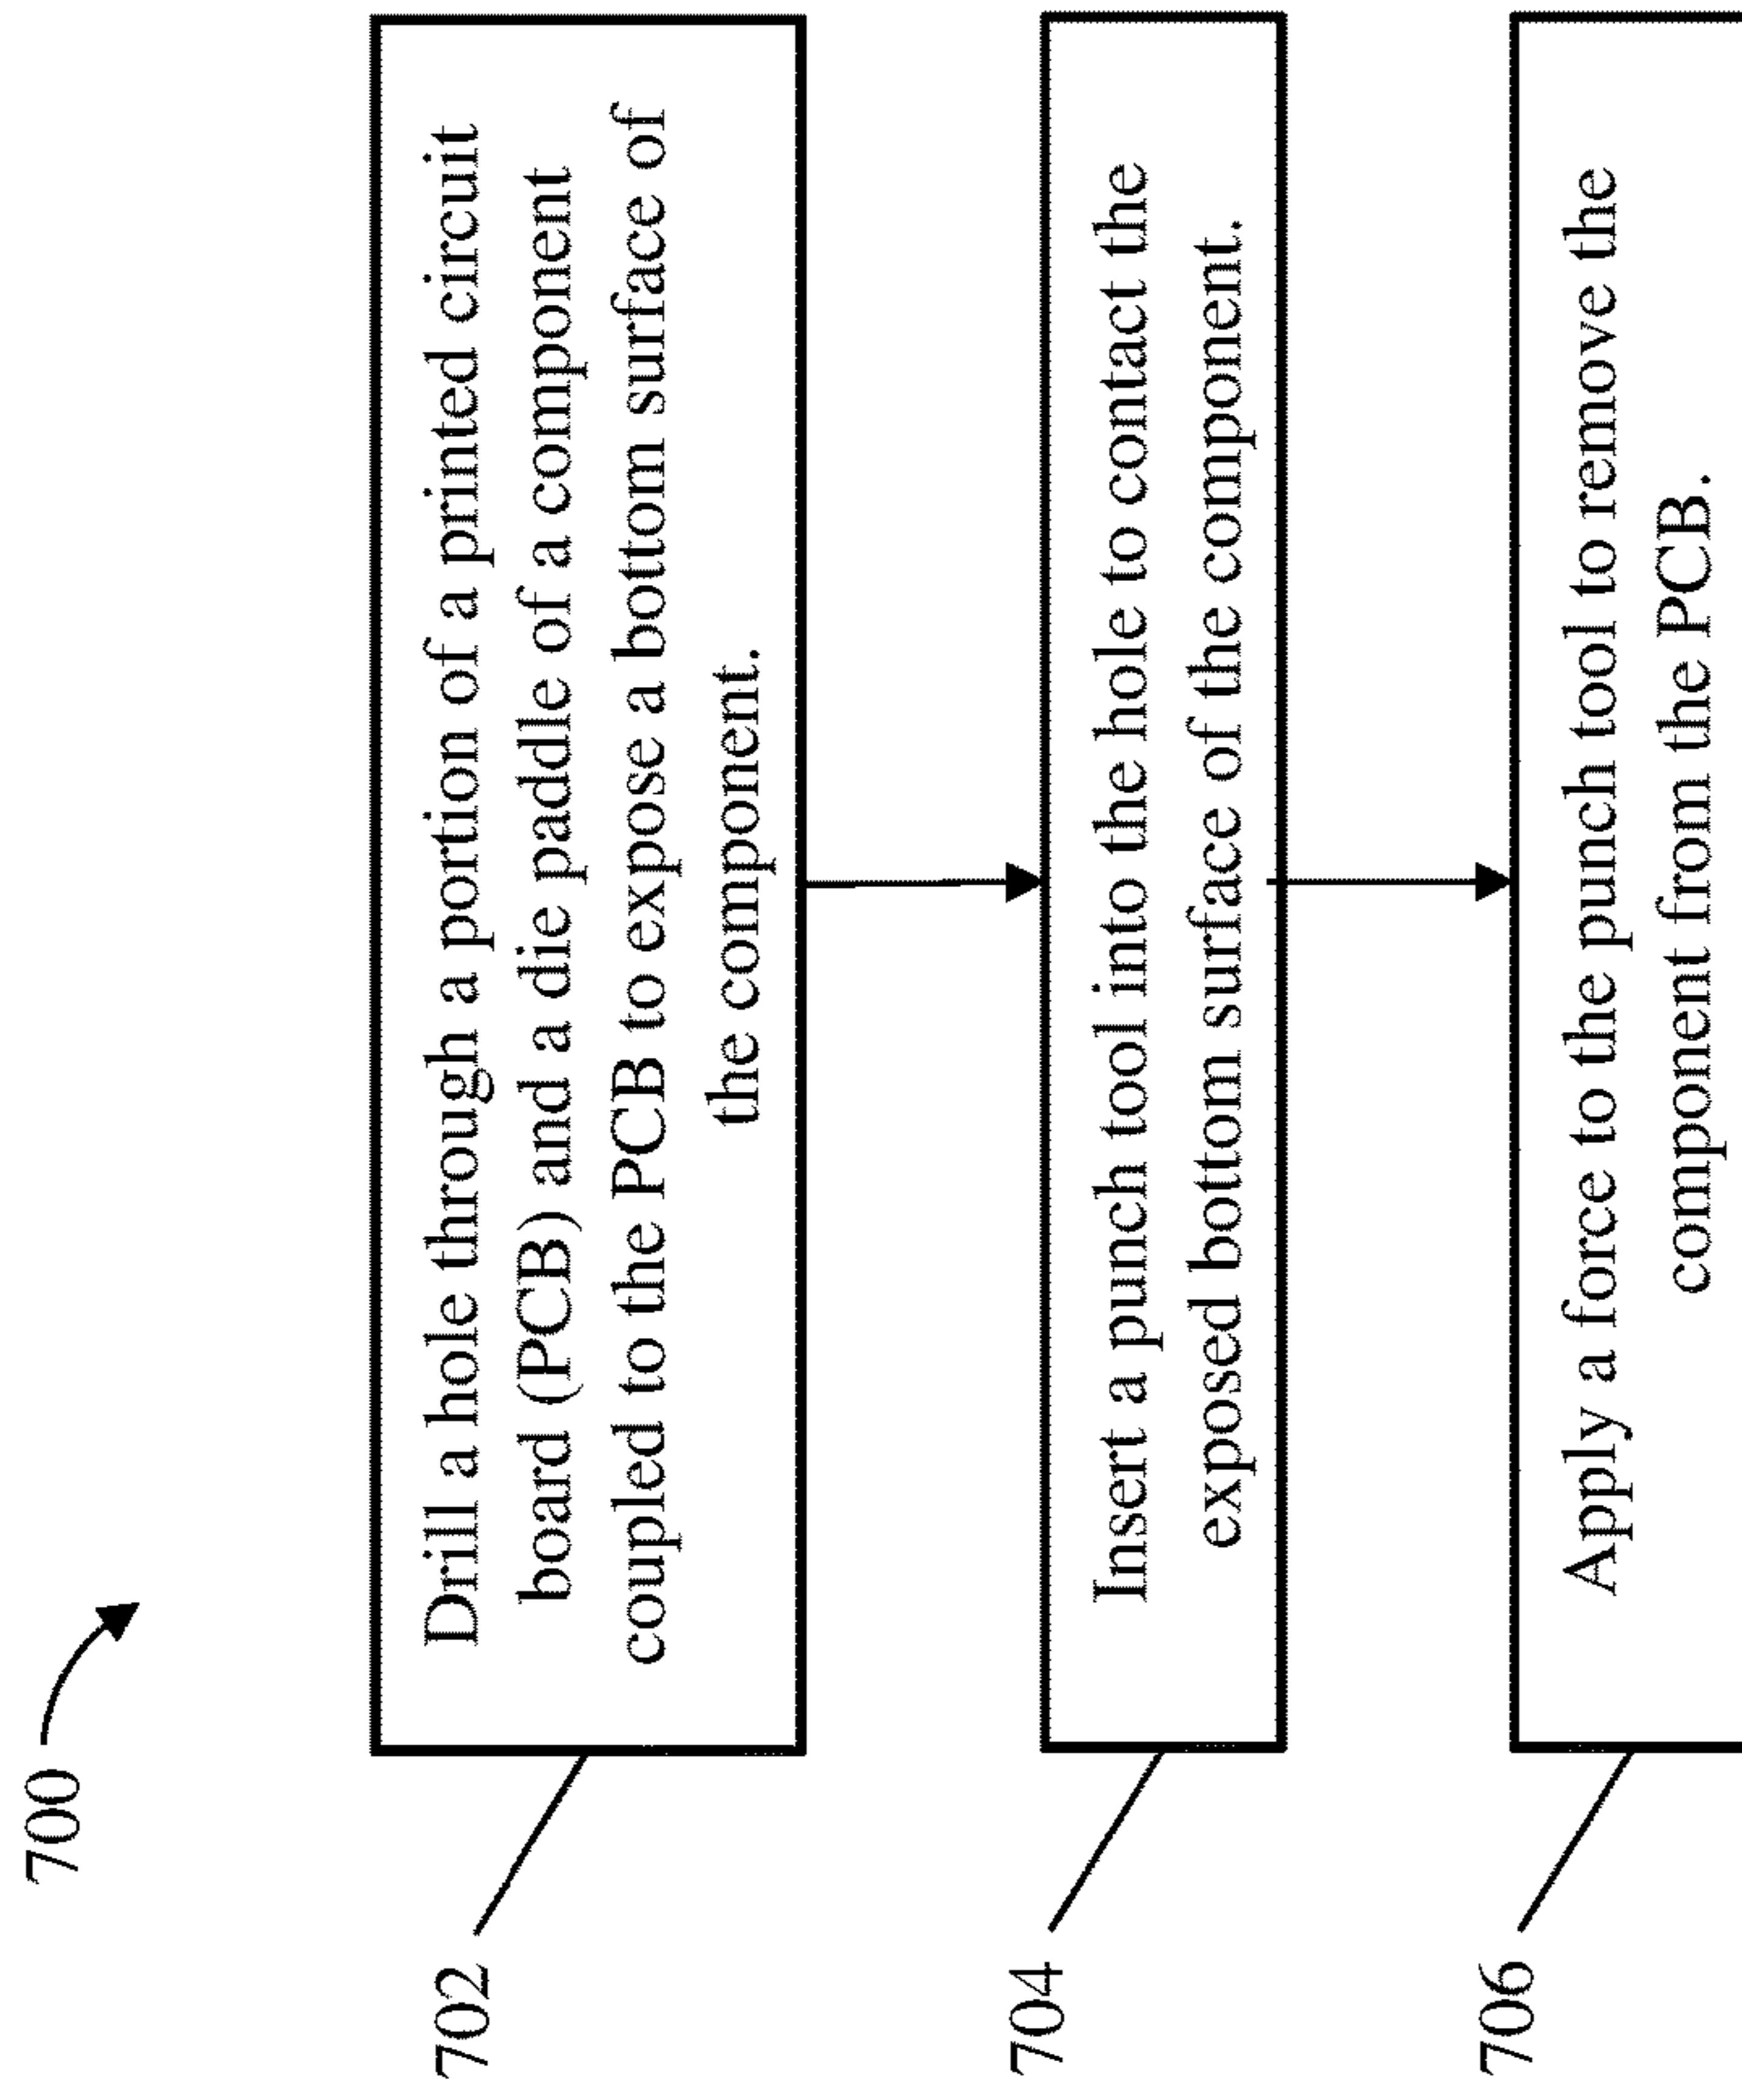 700
702
Drill a hole through a portion of a printed circuit
board (PCB) and a die paddle of a component
coupled to the PCB to expose a bottom surface of
the component.
704
Insert a punch tool into the hole to contact the
exposed bottom surface of the component.
706
Apply a force to the punch tool to remove the
component from the PCB.